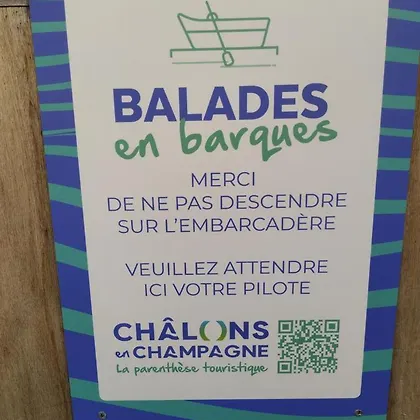 BALADES
en barques
MERCI
DE NE PAS DESCENDRE
SUR L'EMBARCADÈRE
VEUILLEZ ATTENDRE
ICI VOTRE PILOTE
CHÂLONS
en CHAMPAGNE
La parenthèse touristique